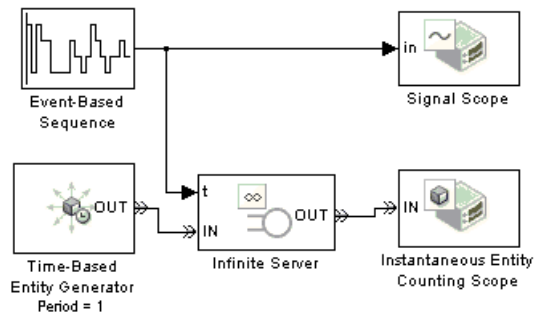 in
Event-Based
Sequence
Signal Scope
t
∞
OUT
IN
OUT
IN
Time-Based
Entity Generator
Period = 1
Infinite Server
Instantaneous Entity
Counting Scope